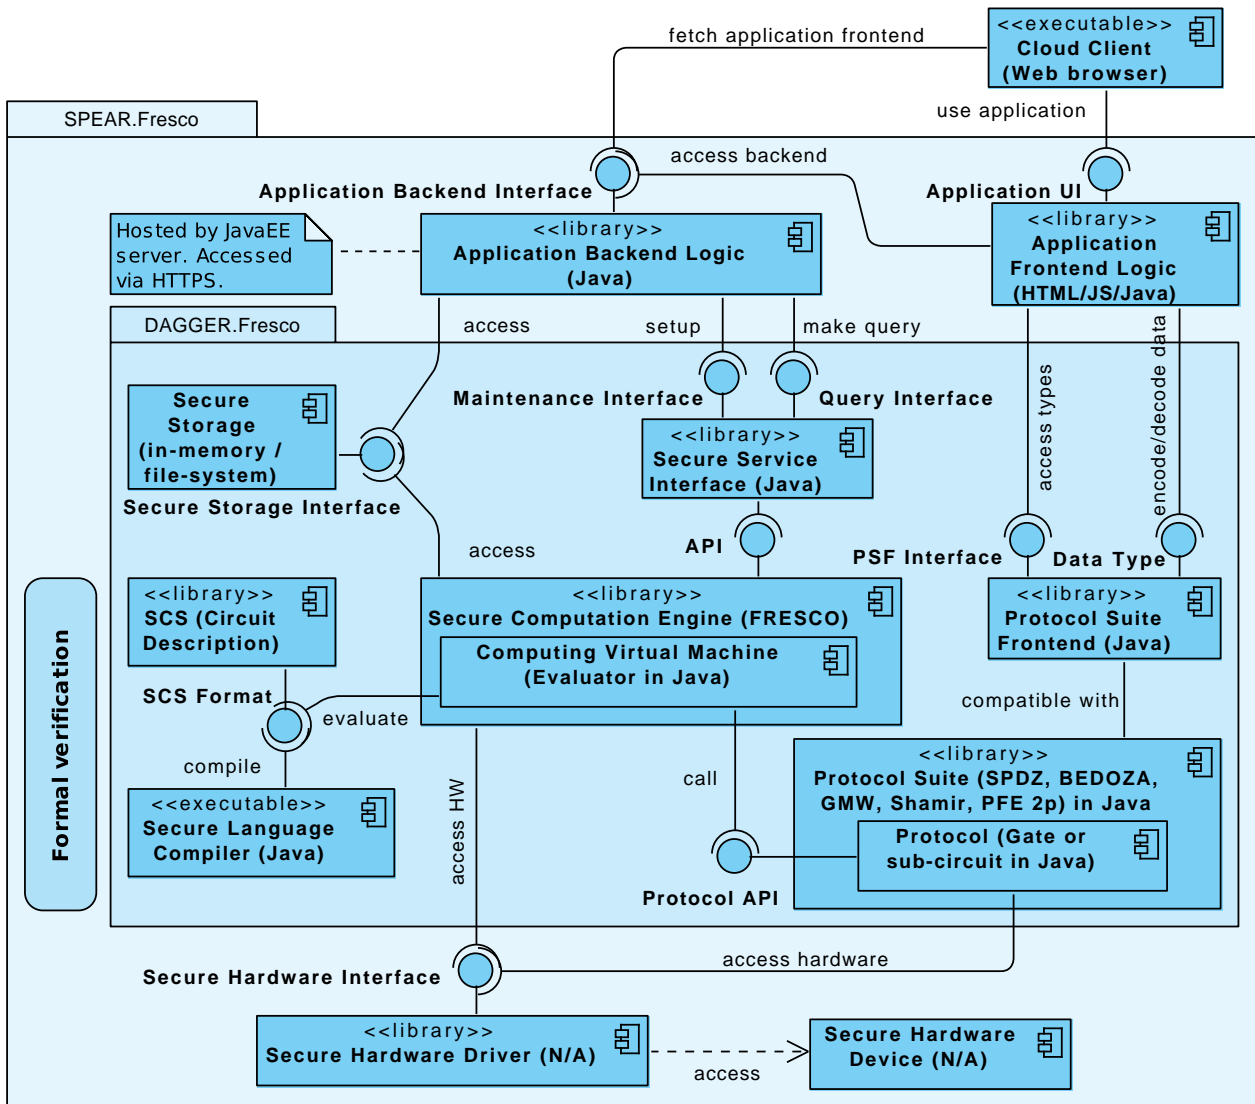 <<executable>>
Cloud Client
(Web browser)
fetch application frontend
use application
SPEAR.Fresco
access backend
Application Backend Interface
Application UI
Hosted by JavaEE
server. Accessed
via HTTPS.
<<library>>
Application Backend Logic
(Java)
<<library>>
Application
Frontend Logic
(HTML/JS/Java)
DAGGER.Fresco
access
setup
make query
access types
encode/decode data
Secure
Storage
(in-memory /
file-system)
Maintenance Interface
Query Interface
<<library>>
Secure Service
Interface (Java)
Secure Storage Interface
access
API
PSF Interface
Data Type
<<library>>
SCS (Circuit
Description)
<<library>>
Secure Computation Engine (FRESCO)
Computing Virtual Machine
(Evaluator in Java)
<<library>>
Protocol Suite
Frontend (Java)
SCS Format
evaluate
compatible with
compile
Formal verification
<<executable>>
Secure Language
Compiler (Java)
access HW
call
<<library>>
Protocol Suite (SPDZ, BEDOZA,
GMW, Shamir, PFE 2p) in Java
Protocol (Gate or
sub-circuit in Java)
Protocol API
Secure Hardware Interface
access hardware
<<library>>
Secure Hardware Driver (N/A)
access
Secure Hardware
Device (N/A)